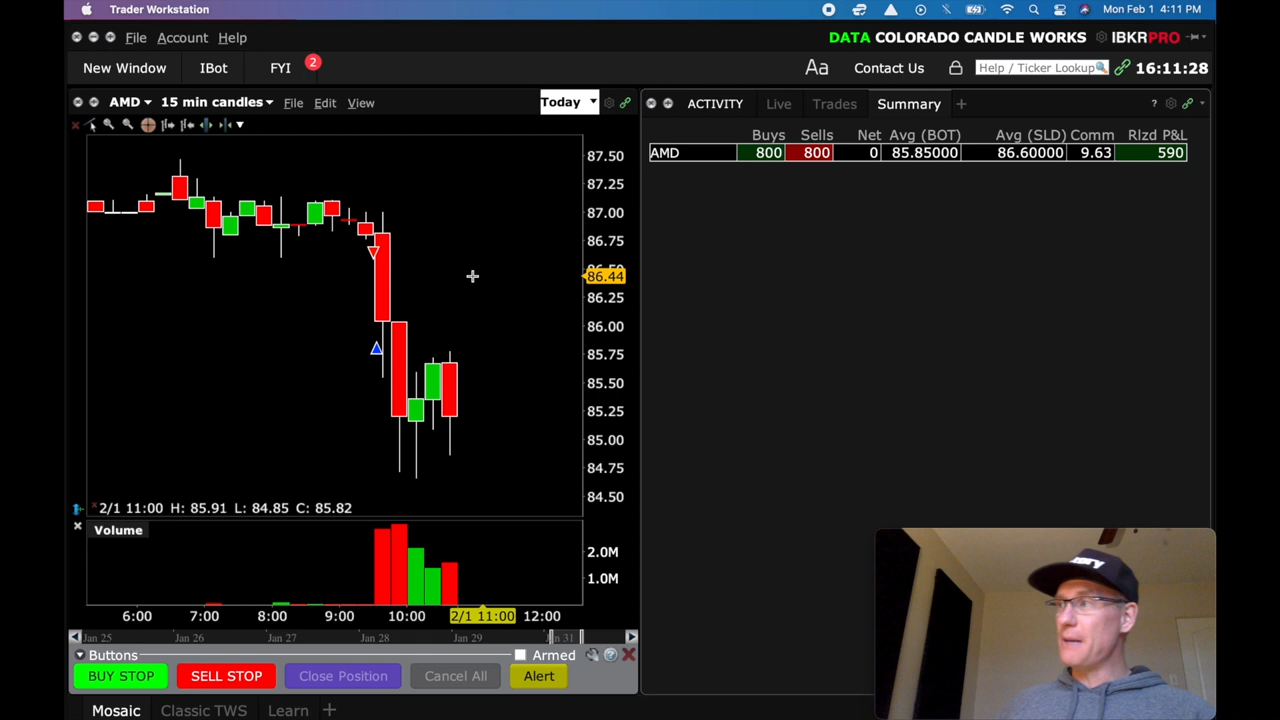 Trader Workstation
Mon Feb 1 4:11 PM
File Account Help
DATA COLORADO CANDLE WORKS IBKRPRO
New Window IBot FYI 2
Aa Contact Us Help / Ticker Lookup 16:11:28
AMD 15 min candles File Edit View Today
ACTIVITY Live Trades Summary + ?
Buys Sells Net Avg (BOT) Avg (SLD) Comm Rlzd P&L
AMD 800 800 0 85.85000 86.60000 9.63 590
87.50
87.25
87.00
86.75
86.44
86.25
86.00
85.75
85.50
85.25
85.00
84.75
84.50
2/1 11:00 H: 85.91 L: 84.85 C: 85.82
Volume
2.0M
1.0M
6:00 7:00 8:00 9:00 10:00 2/1 11:00 12:00
Jan 25 Jan 26 Jan 27 Jan 28 Jan 29 31
Buttons Armed
BUY STOP SELL STOP Close Position Cancel All Alert
Mosaic Classic TWS Learn +